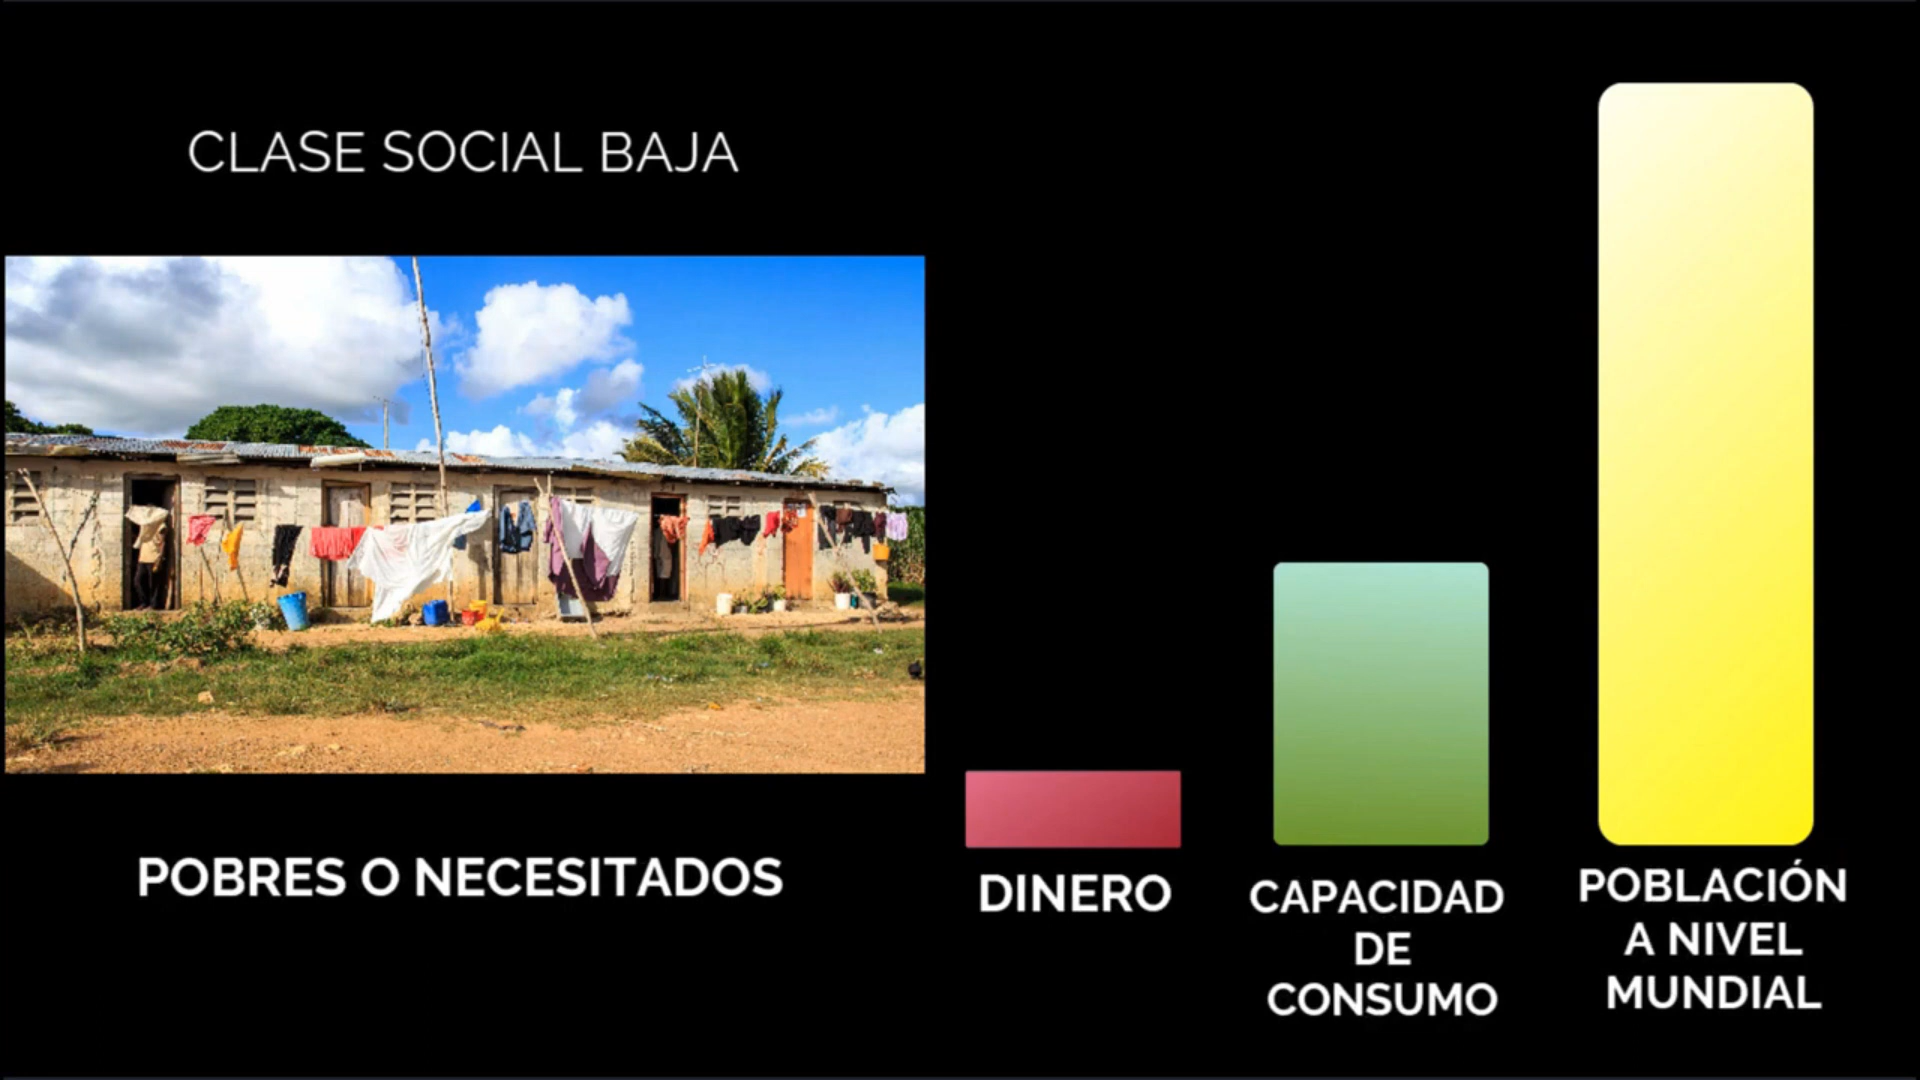 CLASE SOCIAL BAJA
POBRES O NECESITADOS
DINERO
CAPACIDAD
DE
CONSUMO
POBLACIÓN
A NIVEL
MUNDIAL